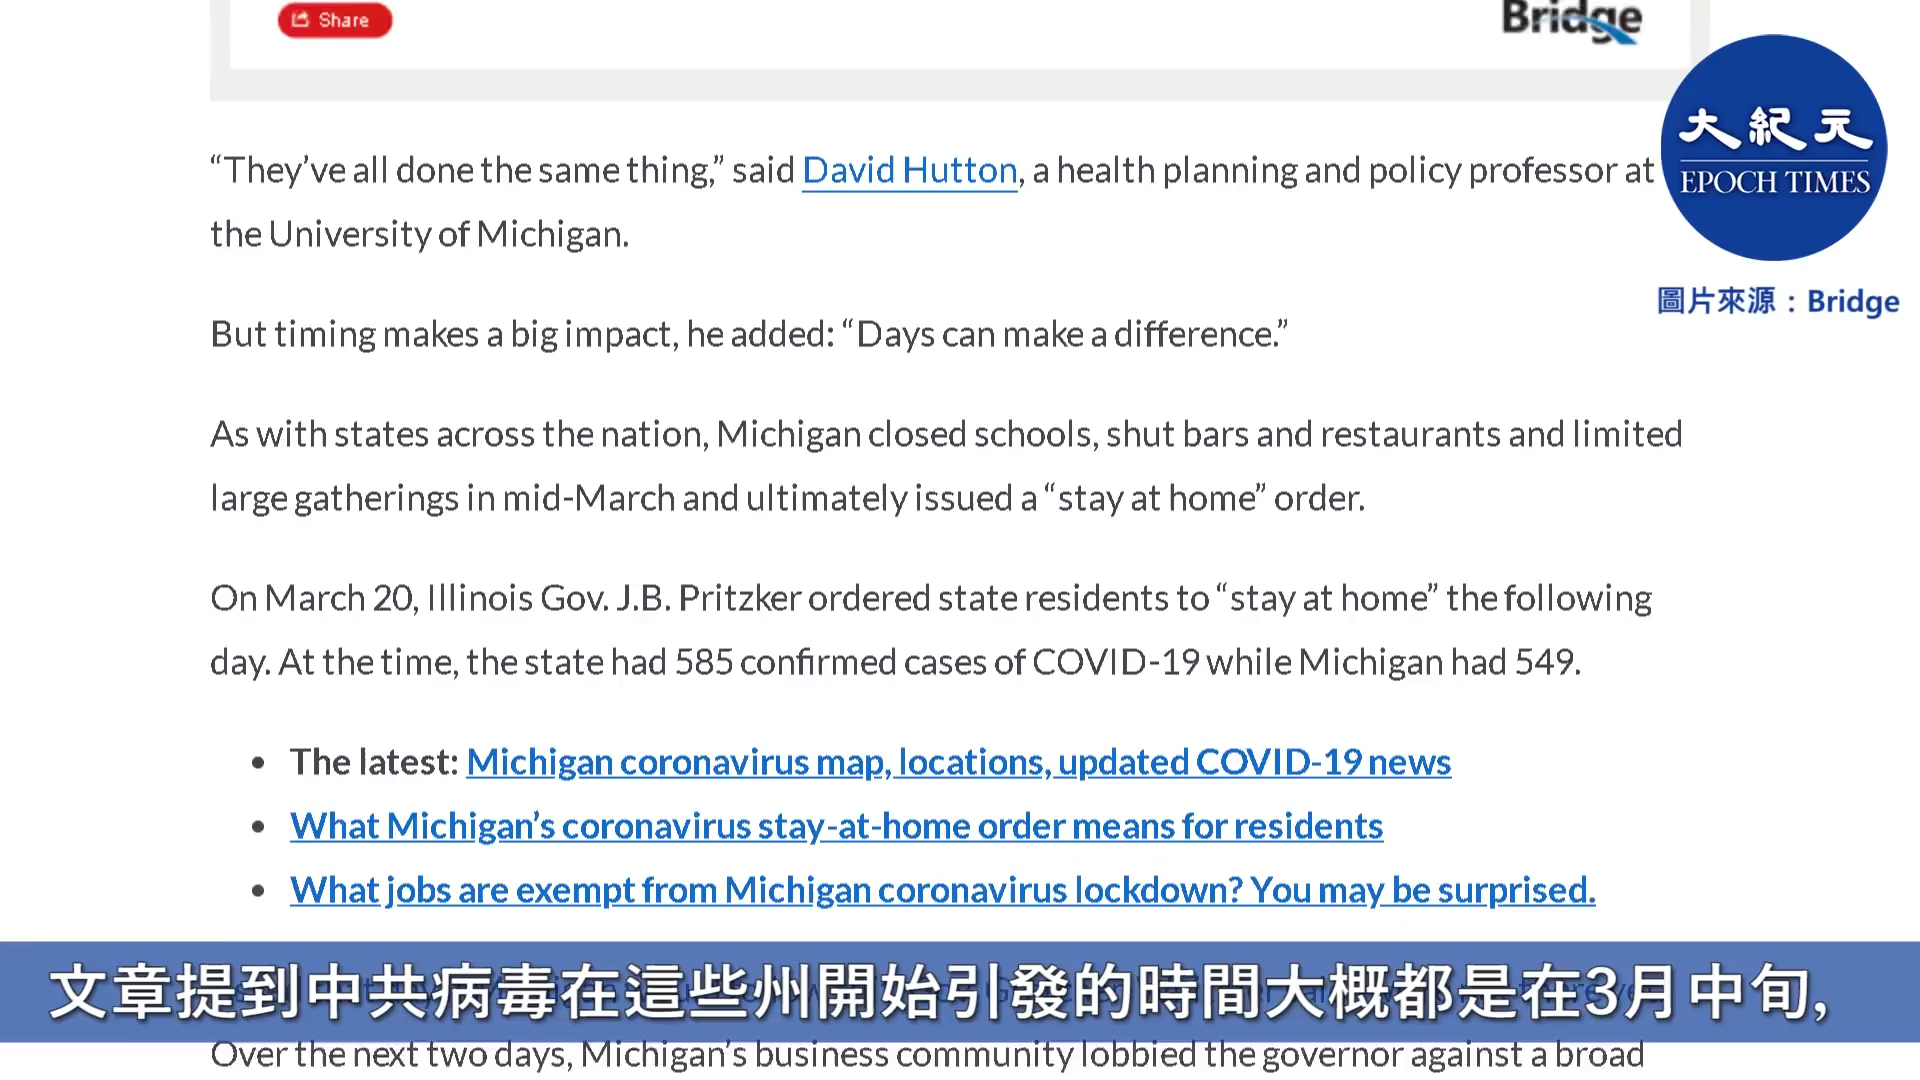 Share
Bridge
大紀元
EPOCH TIMES
圖片來源：Bridge
“They’ve all done the same thing,” said David Hutton, a health planning and policy professor at
the University of Michigan.
But timing makes a big impact, he added: “Days can make a difference.”
As with states across the nation, Michigan closed schools, shut bars and restaurants and limited
large gatherings in mid-March and ultimately issued a “stay at home” order.
On March 20, Illinois Gov. J.B. Pritzker ordered state residents to “stay at home” the following
day. At the time, the state had 585 confirmed cases of COVID-19 while Michigan had 549.
• The latest: Michigan coronavirus map, locations, updated COVID-19 news
• What Michigan’s coronavirus stay-at-home order means for residents
• What jobs are exempt from Michigan coronavirus lockdown? You may be surprised.
文章提到中共病毒在這些州開始引發的時間大概都是在3月中旬,
Over the next two days, Michigan’s business community lobbied the governor against a broad